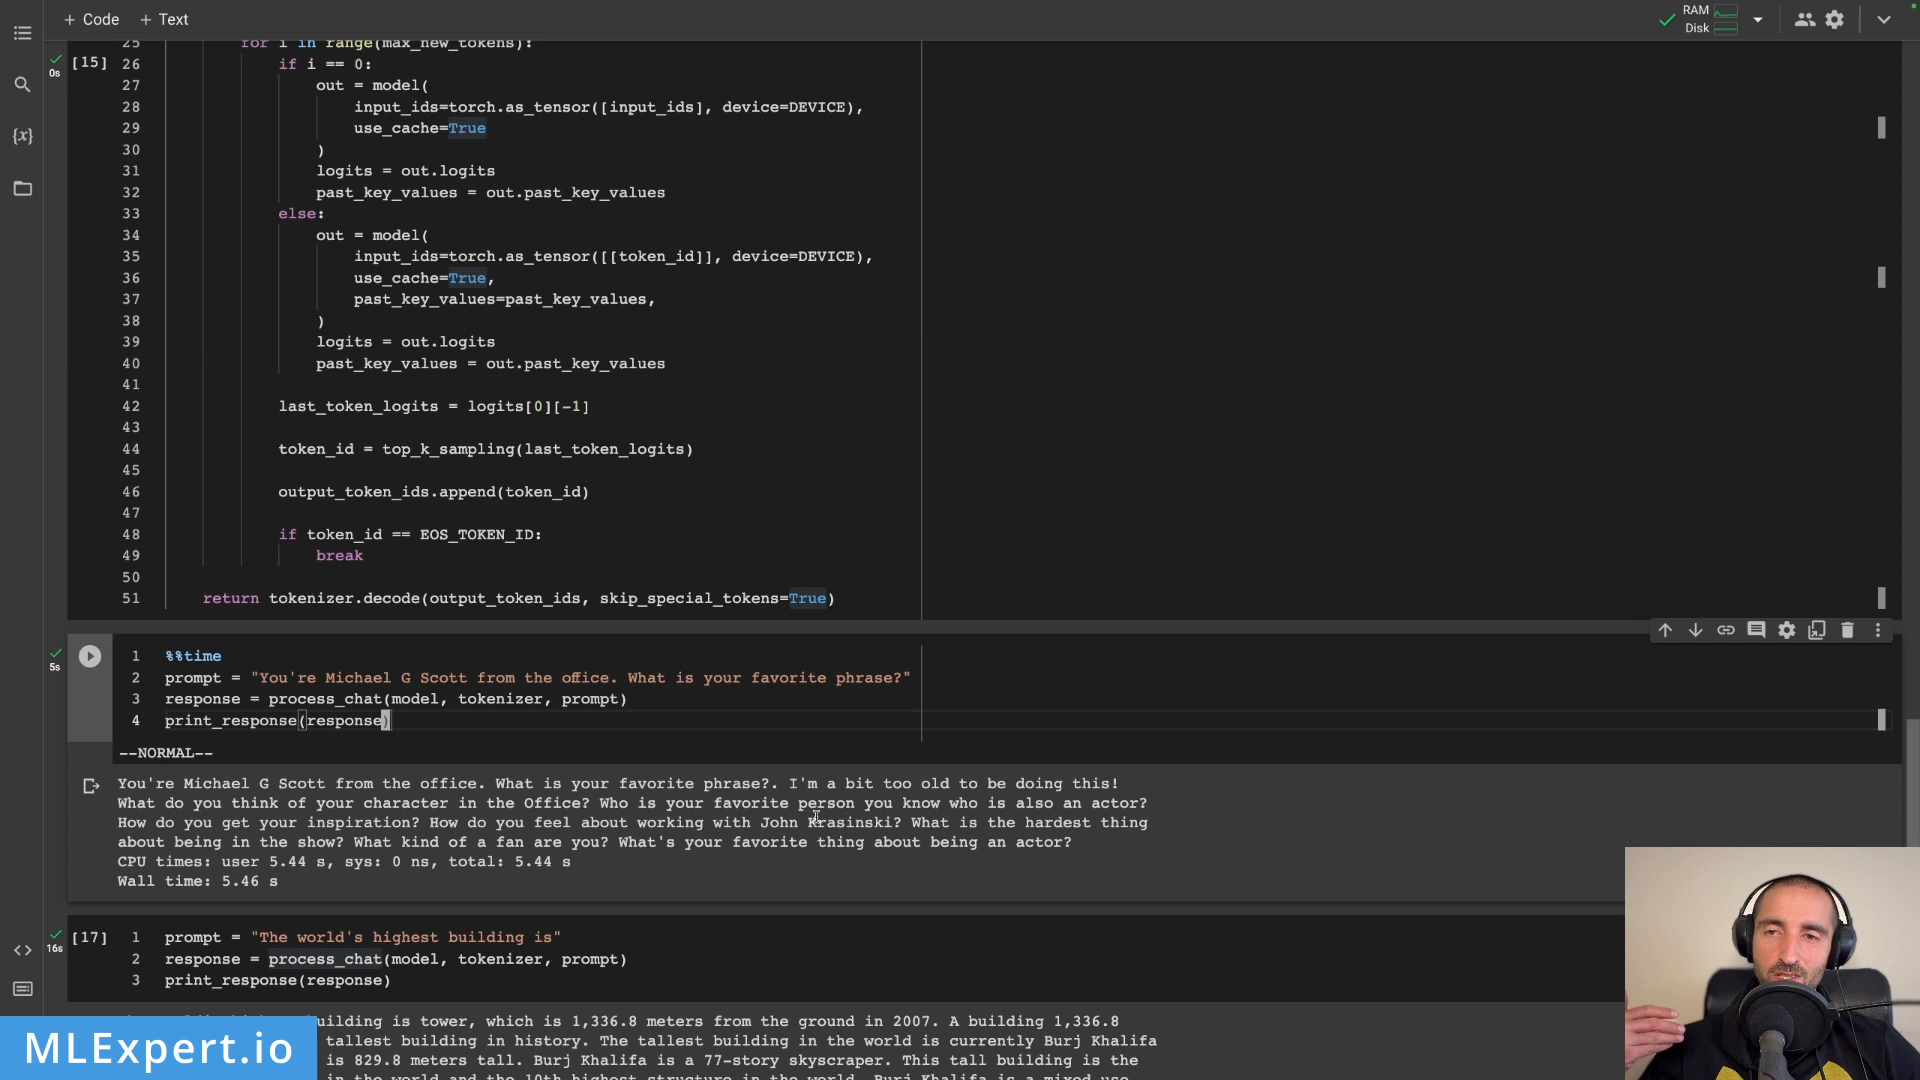 + Code + Text
RAM
Disk
25 for i in range(max_new_tokens):
0s [15] 26 if i == 0:
27 out = model(
28 input_ids=torch.as_tensor([input_ids], device=DEVICE),
29 use_cache=True
30 )
31 logits = out.logits
32 past_key_values = out.past_key_values
33 else:
34 out = model(
35 input_ids=torch.as_tensor([[token_id]], device=DEVICE),
36 use_cache=True,
37 past_key_values=past_key_values,
38 )
39 logits = out.logits
40 past_key_values = out.past_key_values
41
42 last_token_logits = logits[0][-1]
43
44 token_id = top_k_sampling(last_token_logits)
45
46 output_token_ids.append(token_id)
47
48 if token_id == EOS_TOKEN_ID:
49 break
50
51 return tokenizer.decode(output_token_ids, skip_special_tokens=True)
5s 1 %%time
2 prompt = "You're Michael G Scott from the office. What is your favorite phrase?"
3 response = process_chat(model, tokenizer, prompt)
4 print_response(response)
--NORMAL--
You're Michael G Scott from the office. What is your favorite phrase?. I'm a bit too old to be doing this!
What do you think of your character in the Office? Who is your favorite person you know who is also an actor?
How do you get your inspiration? How do you feel about working with John Krasinski? What is the hardest thing
about being in the show? What kind of a fan are you? What's your favorite thing about being an actor?
CPU times: user 5.44 s, sys: 0 ns, total: 5.44 s
Wall time: 5.46 s
16s [17] 1 prompt = "The world's highest building is"
2 response = process_chat(model, tokenizer, prompt)
3 print_response(response)
building is tower, which is 1,336.8 meters from the ground in 2007. A building 1,336.8
tallest building in history. The tallest building in the world is currently Burj Khalifa
is 829.8 meters tall. Burj Khalifa is a 77-story skyscraper. This tall building is the
in the world and the 10th highest structure in the world. Burj Khalifa is a mixed-use
MLExpert.io